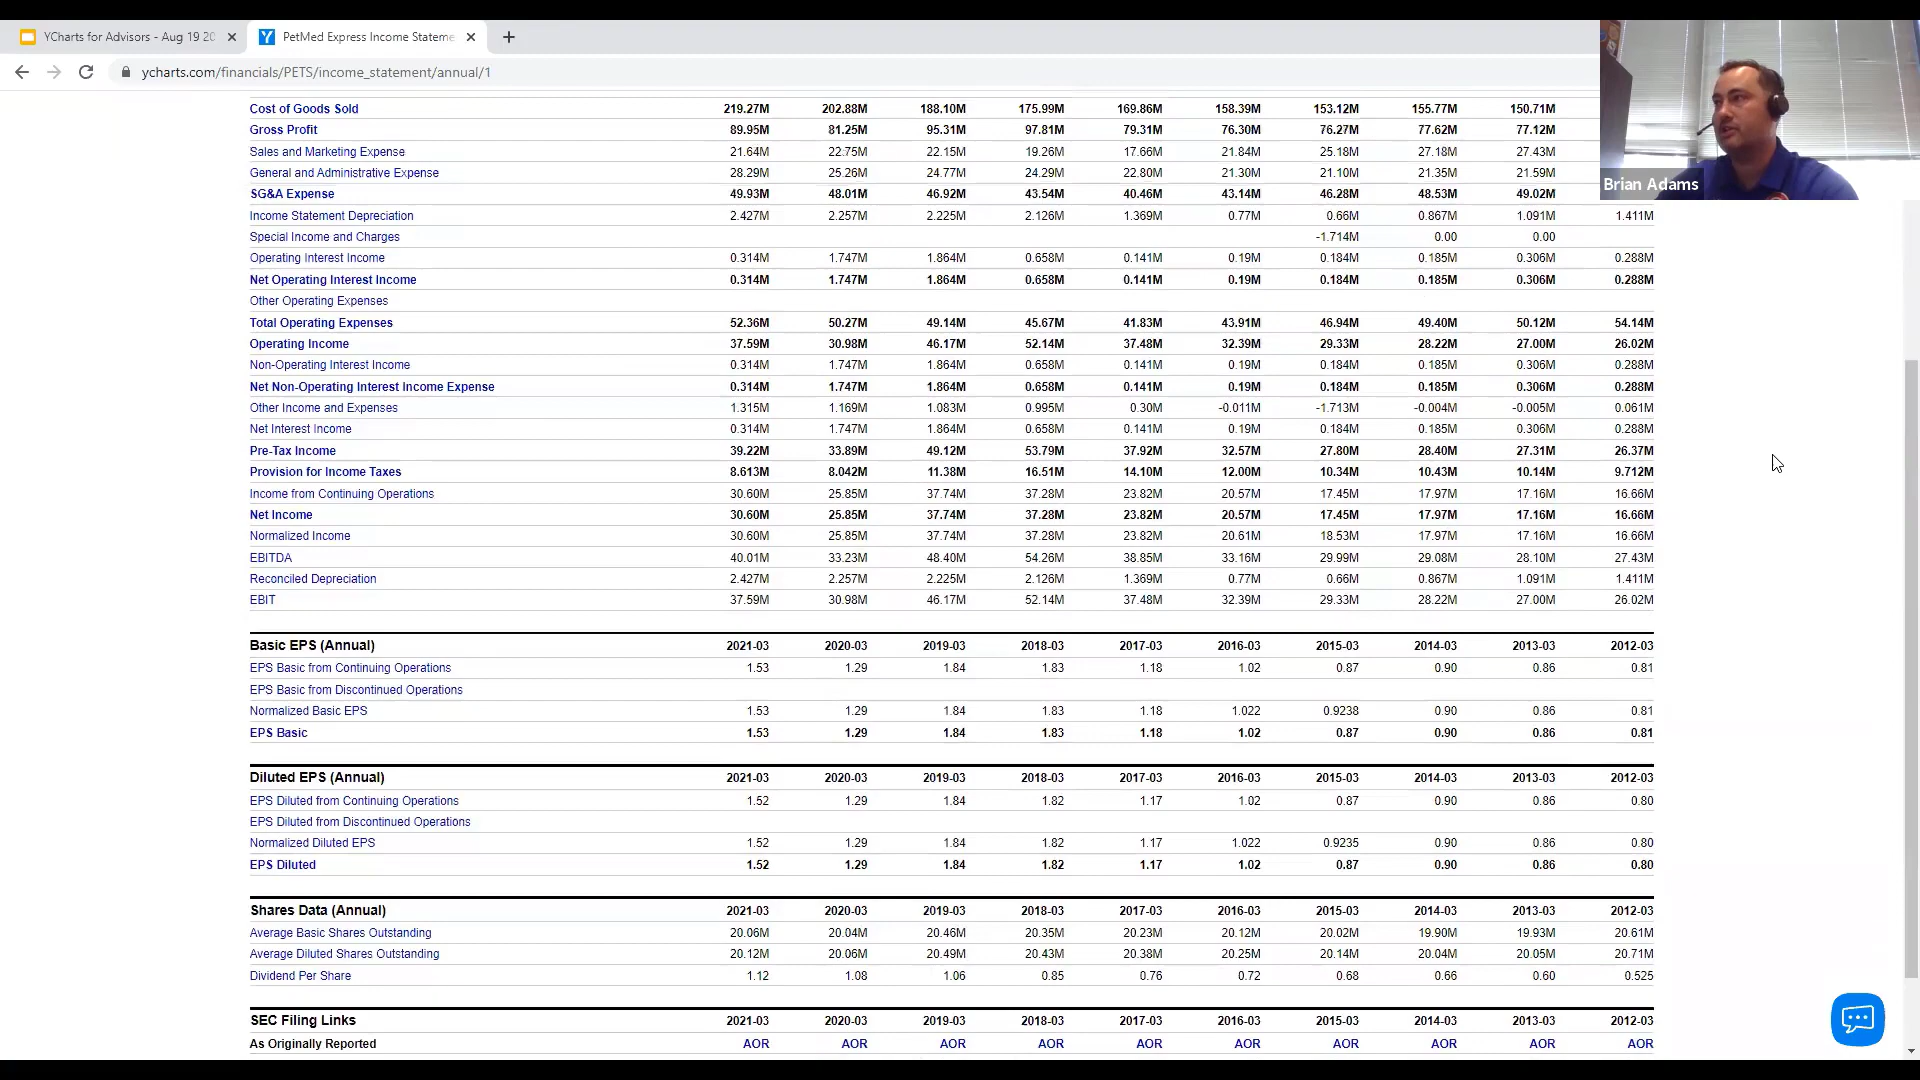 YCharts for Advisors - Aug 19 20
PetMed Express Income Stateme
ycharts.com/financials/PETS/income_statement/annual/1
Brian Adams
Cost of Goods Sold 219.27M 202.88M 188.10M 175.99M 169.86M 158.39M 153.12M 155.77M 150.71M
Gross Profit 89.95M 81.25M 95.31M 97.81M 79.31M 76.30M 76.27M 77.62M 77.12M
Sales and Marketing Expense 21.64M 22.75M 22.15M 19.26M 17.66M 21.84M 25.18M 27.18M 27.43M
General and Administrative Expense 28.29M 25.26M 24.77M 24.29M 22.80M 21.30M 21.10M 21.35M 21.59M
SG&A Expense 49.93M 48.01M 46.92M 43.54M 40.46M 43.14M 46.28M 48.53M 49.02M
Income Statement Depreciation 2.427M 2.257M 2.225M 2.126M 1.369M 0.77M 0.66M 0.867M 1.091M 1.411M
Special Income and Charges -1.714M 0.00 0.00
Operating Interest Income 0.314M 1.747M 1.864M 0.658M 0.141M 0.19M 0.184M 0.185M 0.306M 0.288M
Net Operating Interest Income 0.314M 1.747M 1.864M 0.658M 0.141M 0.19M 0.184M 0.185M 0.306M 0.288M
Other Operating Expenses
Total Operating Expenses 52.36M 50.27M 49.14M 45.67M 41.83M 43.91M 46.94M 49.40M 50.12M 54.14M
Operating Income 37.59M 30.98M 46.17M 52.14M 37.48M 32.39M 29.33M 28.22M 27.00M 26.02M
Non-Operating Interest Income 0.314M 1.747M 1.864M 0.658M 0.141M 0.19M 0.184M 0.185M 0.306M 0.288M
Net Non-Operating Interest Income Expense 0.314M 1.747M 1.864M 0.658M 0.141M 0.19M 0.184M 0.185M 0.306M 0.288M
Other Income and Expenses 1.315M 1.169M 1.083M 0.995M 0.30M -0.011M -1.713M -0.004M -0.005M 0.061M
Net Interest Income 0.314M 1.747M 1.864M 0.658M 0.141M 0.19M 0.184M 0.185M 0.306M 0.288M
Pre-Tax Income 39.22M 33.89M 49.12M 53.79M 37.92M 32.57M 27.80M 28.40M 27.31M 26.37M
Provision for Income Taxes 8.613M 8.042M 11.38M 16.51M 14.10M 12.00M 10.34M 10.43M 10.14M 9.712M
Income from Continuing Operations 30.60M 25.85M 37.74M 37.28M 23.82M 20.57M 17.45M 17.97M 17.16M 16.66M
Net Income 30.60M 25.85M 37.74M 37.28M 23.82M 20.57M 17.45M 17.97M 17.16M 16.66M
Normalized Income 30.60M 25.85M 37.74M 37.28M 23.82M 20.61M 18.53M 17.97M 17.16M 16.66M
EBITDA 40.01M 33.23M 48.40M 54.26M 38.85M 33.16M 29.99M 29.08M 28.10M 27.43M
Reconciled Depreciation 2.427M 2.257M 2.225M 2.126M 1.369M 0.77M 0.66M 0.867M 1.091M 1.411M
EBIT 37.59M 30.98M 46.17M 52.14M 37.48M 32.39M 29.33M 28.22M 27.00M 26.02M
Basic EPS (Annual) 2021-03 2020-03 2019-03 2018-03 2017-03 2016-03 2015-03 2014-03 2013-03 2012-03
EPS Basic from Continuing Operations 1.53 1.29 1.84 1.83 1.18 1.02 0.87 0.90 0.86 0.81
EPS Basic from Discontinued Operations
Normalized Basic EPS 1.53 1.29 1.84 1.83 1.18 1.022 0.9238 0.90 0.86 0.81
EPS Basic 1.53 1.29 1.84 1.83 1.18 1.02 0.87 0.90 0.86 0.81
Diluted EPS (Annual) 2021-03 2020-03 2019-03 2018-03 2017-03 2016-03 2015-03 2014-03 2013-03 2012-03
EPS Diluted from Continuing Operations 1.52 1.29 1.84 1.82 1.17 1.02 0.87 0.90 0.86 0.80
EPS Diluted from Discontinued Operations
Normalized Diluted EPS 1.52 1.29 1.84 1.82 1.17 1.022 0.9235 0.90 0.86 0.80
EPS Diluted 1.52 1.29 1.84 1.82 1.17 1.02 0.87 0.90 0.86 0.80
Shares Data (Annual) 2021-03 2020-03 2019-03 2018-03 2017-03 2016-03 2015-03 2014-03 2013-03 2012-03
Average Basic Shares Outstanding 20.06M 20.04M 20.46M 20.35M 20.23M 20.12M 20.02M 19.90M 19.93M 20.61M
Average Diluted Shares Outstanding 20.12M 20.06M 20.49M 20.43M 20.38M 20.25M 20.14M 20.04M 20.05M 20.71M
Dividend Per Share 1.12 1.08 1.06 0.85 0.76 0.72 0.68 0.66 0.60 0.525
SEC Filing Links 2021-03 2020-03 2019-03 2018-03 2017-03 2016-03 2015-03 2014-03 2013-03 2012-03
As Originally Reported AOR AOR AOR AOR AOR AOR AOR AOR AOR AOR